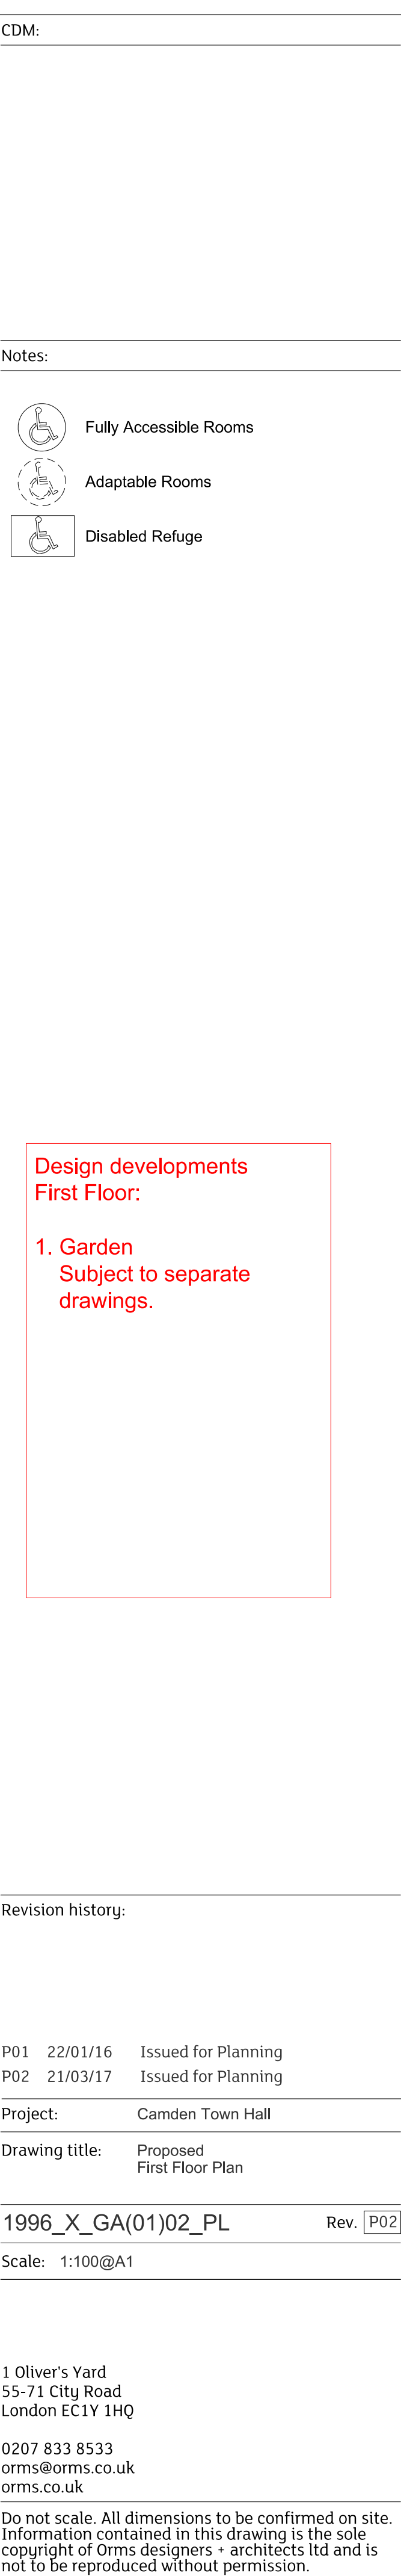 CDM:
Notes:
Fully Accessible Rooms
Adaptable Rooms
Disabled Refuge
Design developments
First Floor:
1. Garden
Subject to separate
drawings.
Revision history:
P01 22/01/16 Issued for Planning
P02 21/03/17 Issued for Planning
Project: Camden Town Hall
Drawing title: Proposed
First Floor Plan
1996_X_GA(01)02_PL Rev. P02
Scale: 1:100@A1
1 Oliver's Yard
55-71 City Road
London EC1Y 1HQ
0207 833 8533
orms@orms.co.uk
orms.co.uk
Do not scale. All dimensions to be confirmed on site.
Information contained in this drawing is the sole
copyright of Orms designers + architects ltd and is
not to be reproduced without permission.